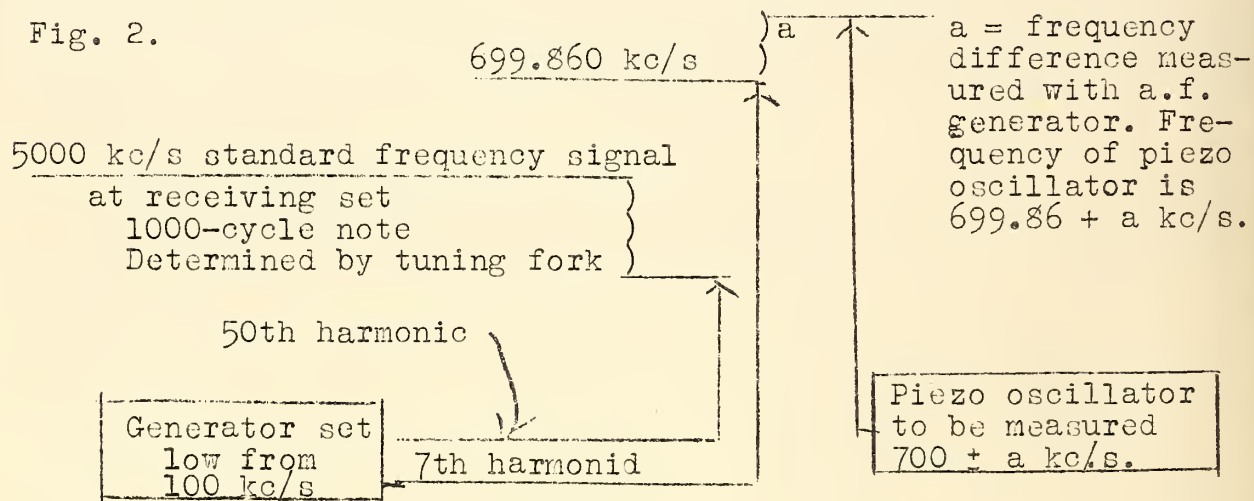 Fig. 2.
699.860 kc/s
)a
a = frequency
difference meas-
ured with a.f.
generator. Fre-
quency of piezo
oscillator is
699.86 + a kc/s.
5000 kc/s standard frequency signal
at receiving set
1000-cycle note
Determined by tuning fork
50th harmonic
Generator set
low from
100 kc/s
7th harmonid
Piezo oscillator
to be measured
700 ± a kc/s.